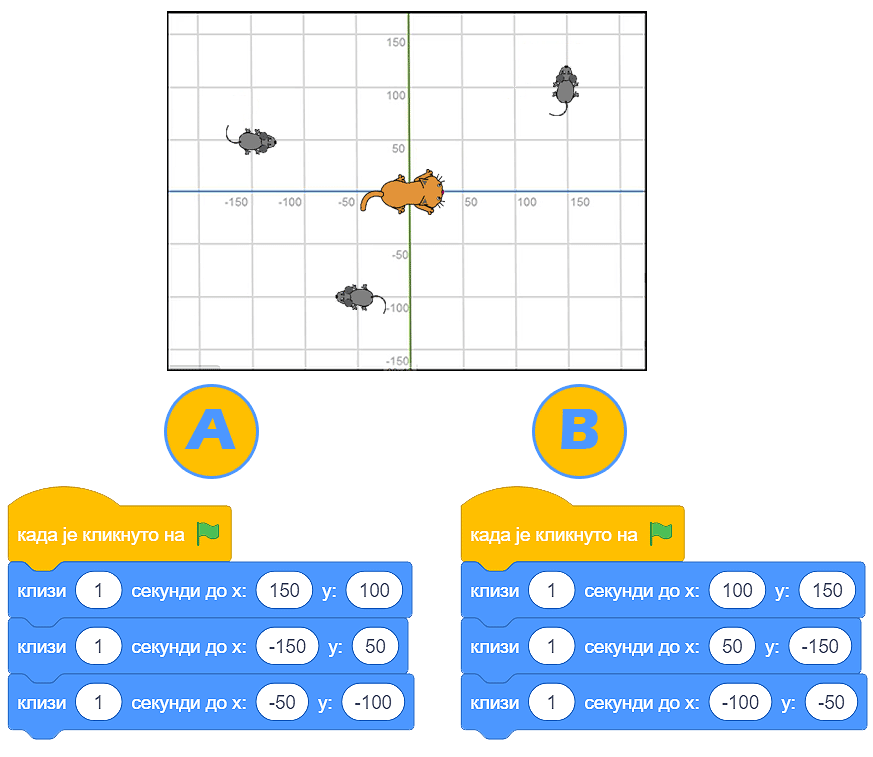 150
100
50
-150 -100 -50 50 100 150
-50
-100
-150
A B
када је кликнуто на
клизи 1 секунди до x: 150 y: 100
клизи 1 секунди до x: -150 y: 50
клизи 1 секунди до x: -50 y: -100
када је кликнуто на
клизи 1 секунди до x: 100 y: 150
клизи 1 секунди до x: 50 y: -150
клизи 1 секунди до x: -100 y: -50